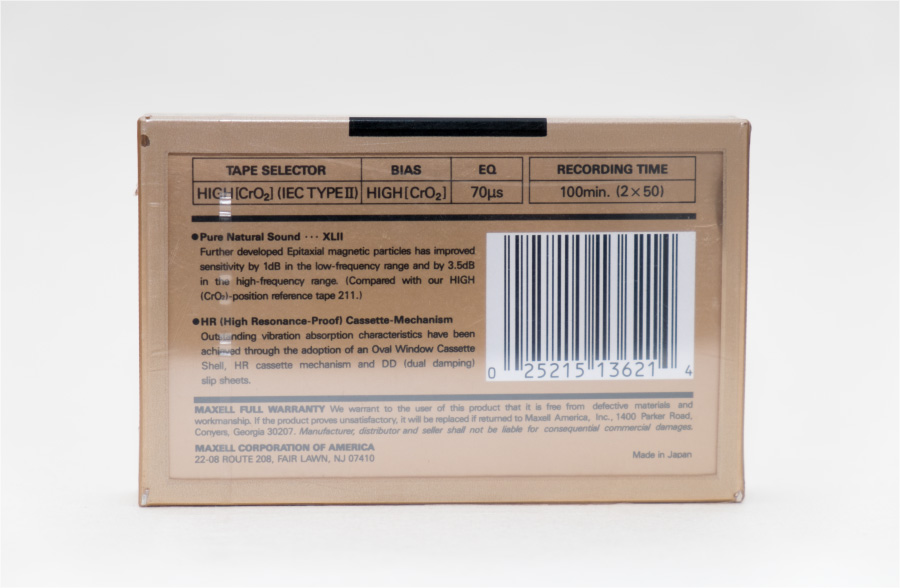 TAPE SELECTOR BIAS EQ RECORDING TIME
HIGH[CrO₂] (IEC TYPE II) HIGH[CrO₂] 70μs 100min. (2×50)
●Pure Natural Sound ··· XLII
Further developed Epitaxial magnetic particles has improved
sensitivity by 1dB in the low-frequency range and by 3.5dB
in the high-frequency range. (Compared with our HIGH
(CrO₂)-position reference tape 211.)
●HR (High Resonance-Proof) Cassette-Mechanism
Outstanding vibration absorption characteristics have been
achieved through the adoption of an Oval Window Cassette
Shell, HR cassette mechanism and DD (dual damping)
slip sheets.
0 25215 13621 4
MAXELL FULL WARRANTY We warrant to the user of this product that it is free from defective materials and
workmanship. If the product proves unsatisfactory, it will be replaced if returned to Maxell America, Inc., 1400 Parker Road,
Conyers, Georgia 30207. Manufacturer, distributor and seller shall not be liable for consequential commercial damages.
MAXELL CORPORATION OF AMERICA
22-08 ROUTE 208, FAIR LAWN, NJ 07410
Made in Japan